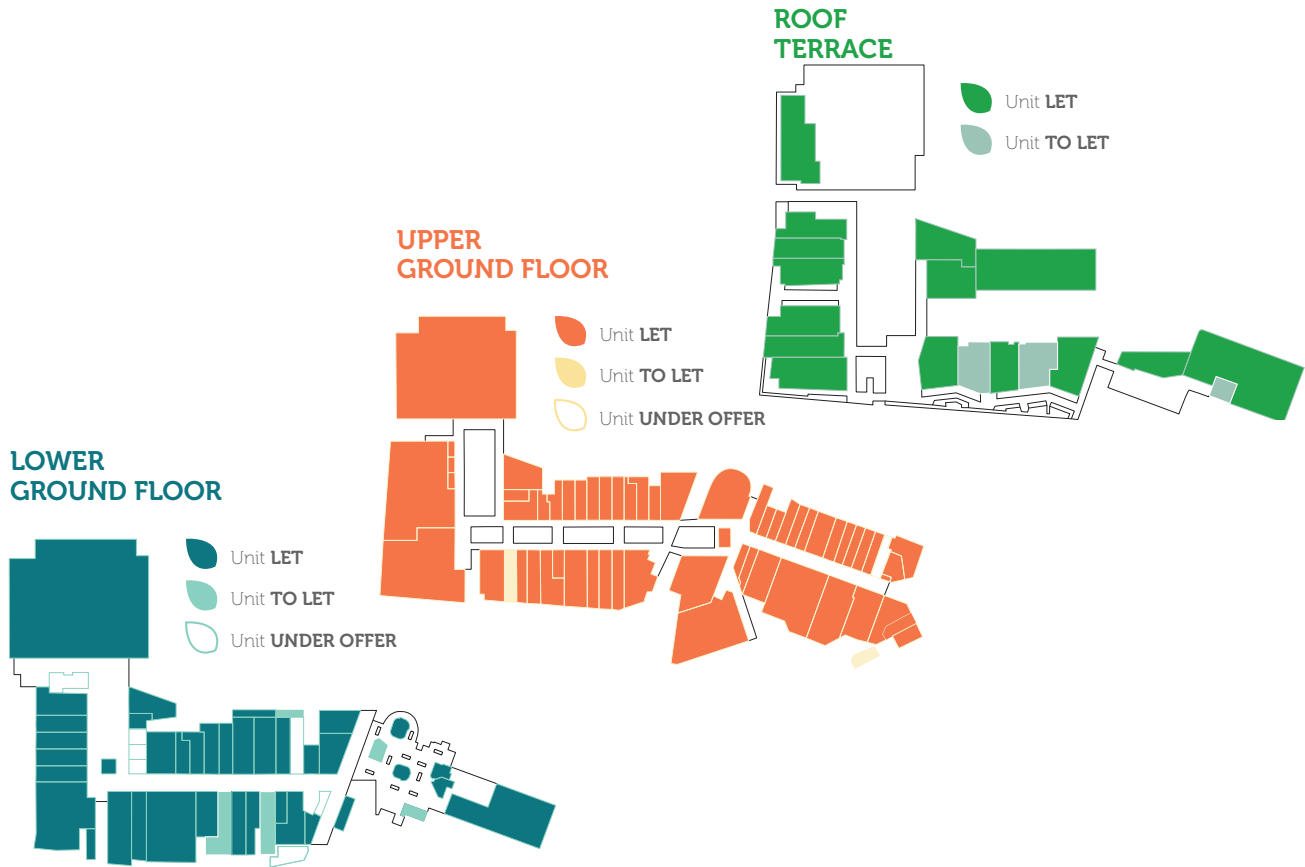 ROOF
TERRACE
Unit LET
Unit TO LET
UPPER
GROUND FLOOR
Unit LET
Unit TO LET
Unit UNDER OFFER
LOWER
GROUND FLOOR
Unit LET
Unit TO LET
Unit UNDER OFFER